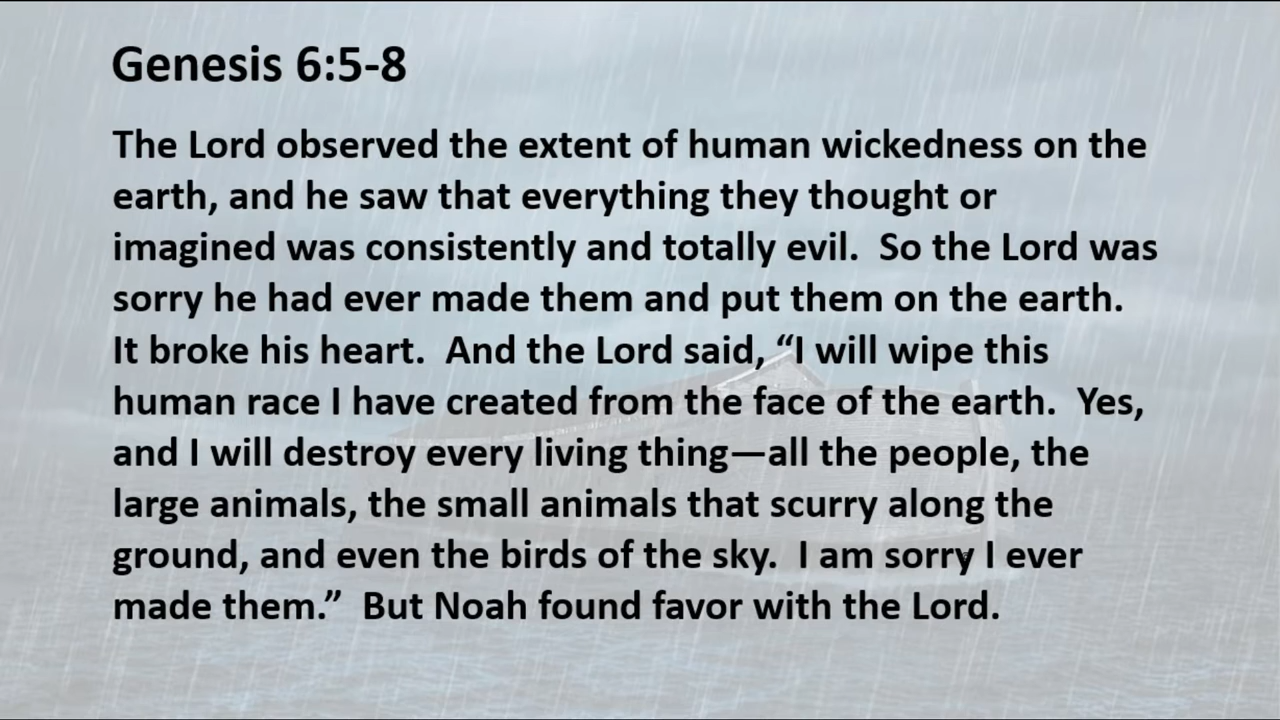 Genesis 6:5-8
The Lord observed the extent of human wickedness on the
earth, and he saw that everything they thought or
imagined was consistently and totally evil.  So the Lord was
sorry he had ever made them and put them on the earth.
It broke his heart.  And the Lord said, “I will wipe this
human race I have created from the face of the earth.  Yes,
and I will destroy every living thing—all the people, the
large animals, the small animals that scurry along the
ground, and even the birds of the sky.  I am sorry I ever
made them.”  But Noah found favor with the Lord.